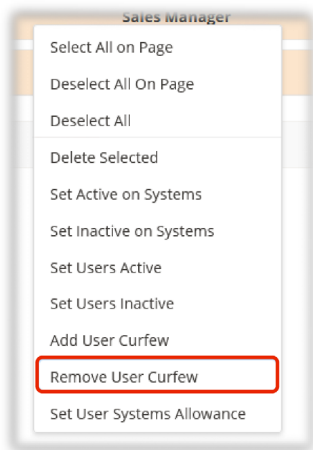 Sales Manager
Select All on Page
Deselect All On Page
Deselect All
Delete Selected
Set Active on Systems
Set Inactive on Systems
Set Users Active
Set Users Inactive
Add User Curfew
Remove User Curfew
Set User Systems Allowance